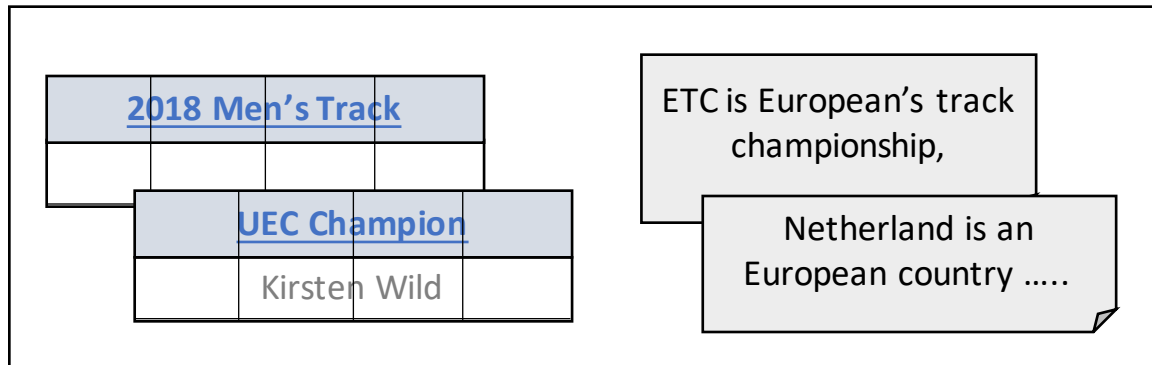 2018 Men's Track
UEC Champion
Kirsten Wild
ETC is European's track
championship,
Netherland is an
European country …..